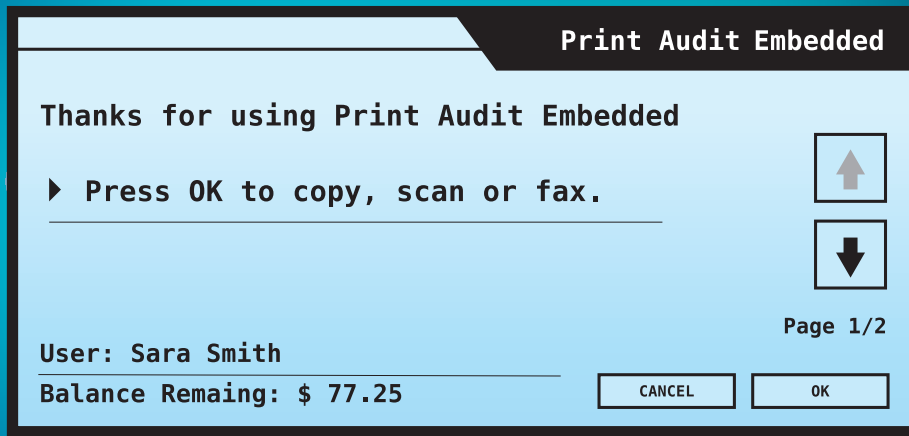 Print Audit Embedded
Thanks for using Print Audit Embedded
Press OK to copy, scan or fax.
Page 1/2
User: Sara Smith
Balance Remaing: $ 77.25
CANCEL
OK